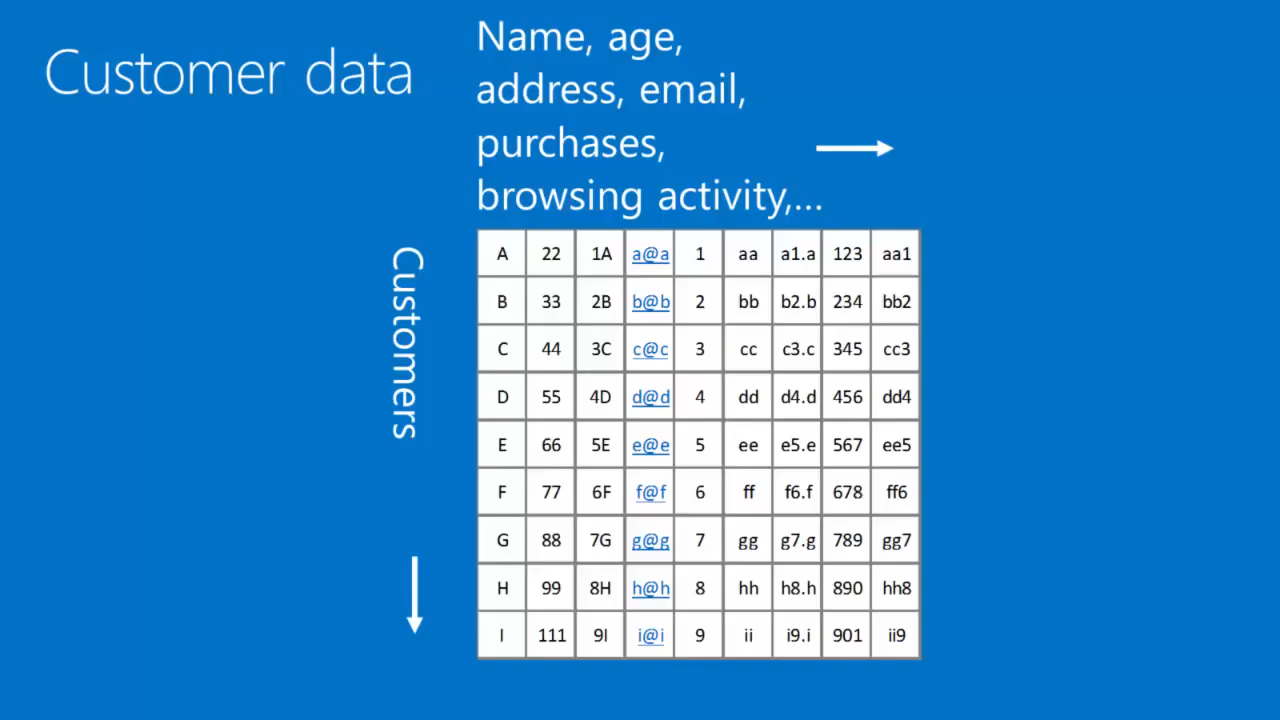 Customer data
Name, age,
address, email,
purchases,
browsing activity,...
Customers
A 22 1A a@a 1 aa a1.a 123 aa1
B 33 2B b@b 2 bb b2.b 234 bb2
C 44 3C c@c 3 cc c3.c 345 cc3
D 55 4D d@d 4 dd d4.d 456 dd4
E 66 5E e@e 5 ee e5.e 567 ee5
F 77 6F f@f 6 ff f6.f 678 ff6
G 88 7G g@g 7 gg g7.g 789 gg7
H 99 8H h@h 8 hh h8.h 890 hh8
I 111 9I i@i 9 ii i9.i 901 ii9